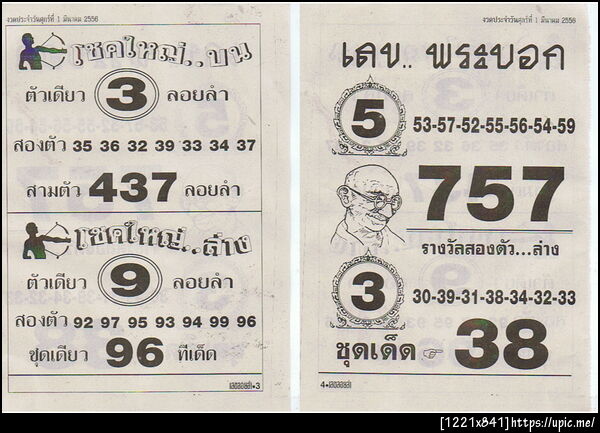 งวดประจำวันศุกร์ที่ 1 มีนาคม 2556
โชคใหญ่..บน
ตัวเดียว 3 ลอยลำ
สองตัว 35 36 32 39 33 34 37
สามตัว 437 ลอยลำ
โชคใหญ่..ล่าง
ตัวเดียว 9 ลอยลำ
สองตัว 92 97 95 93 94 99 96
ชุดเดียว 96 ทีเด็ด
3
งวดประจำวันศุกร์ที่ 1 มีนาคม 2556
เลข.. พระบอก
5 53-57-52-55-56-54-59
757
รางวัลสองตัว...ล่าง
3 30-39-31-38-34-32-33
ชุดเด็ด 38
4
[1221x841]https://upic.me/